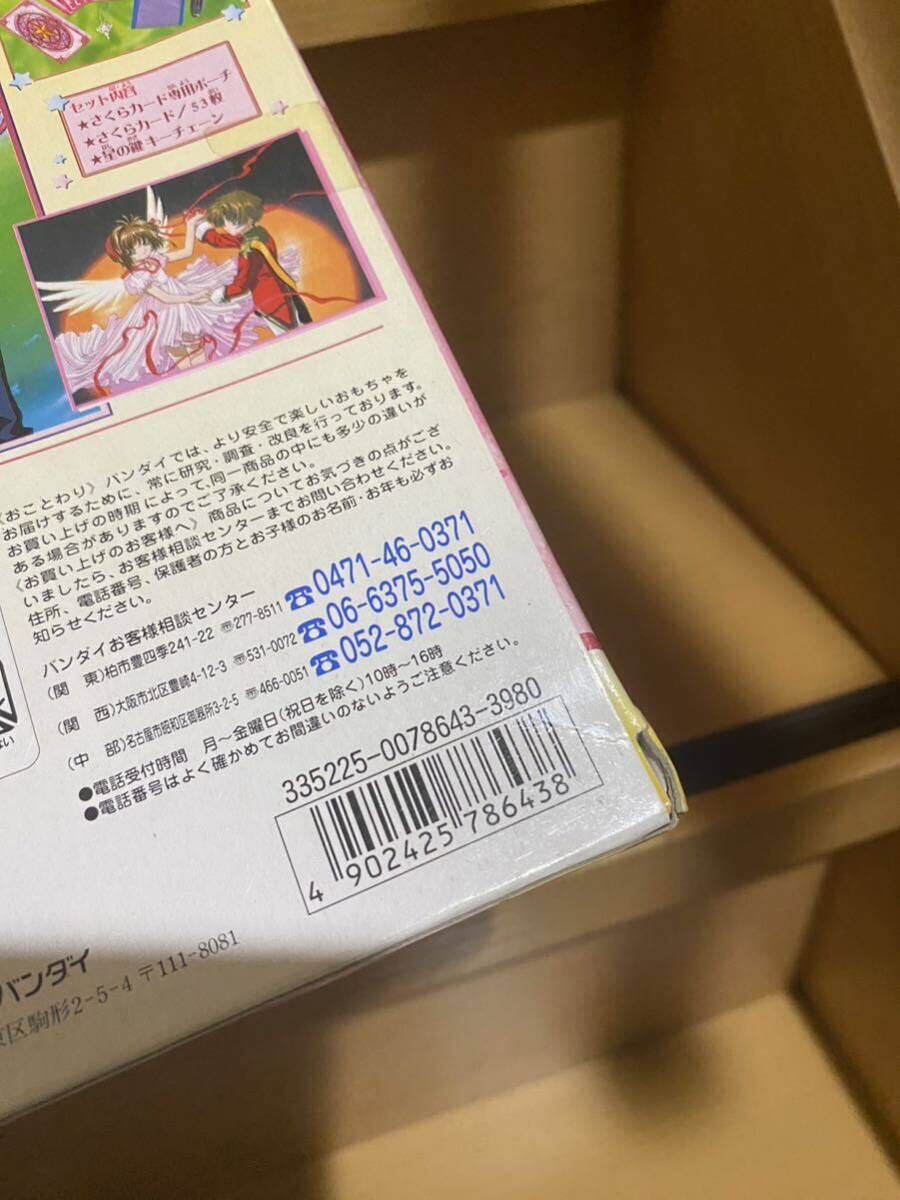 セット内容
★さくらカード専用ポーチ
★さくらカード/53枚
★星の鍵キーチェーン
〈おことわり〉バンダイでは、より安全で楽しいおもちゃを
お届けするために、常に研究・調査・改良を行っております。
お買い上げの時期によって、同一商品の中にも多少の違いが
ある場合がありますのでご了承ください。
〈お買い上げのお客様へ〉商品についてお気づきの点がござ
いましたら、お客様相談センターまでお問い合わせください。
住所、電話番号、保護者の方とお子様のお名前・お年も必ずお
知らせください。
バンダイお客様相談センター
(関 東)柏市豊四季241-22 〠277-8511 ☎0471-46-0371
(関 西)大阪市北区豊崎4-12-3 〠531-0072 ☎06-6375-5050
(中 部)名古屋市昭和区御器所3-2-5 〠466-0051 ☎052-872-0371
●電話受付時間 月〜金曜日(祝日を除く)10時〜16時
●電話番号はよく確かめてお間違いのないようご注意ください。
335225-0078643-3980
4 902425 786438
バンダイ
区駒形2-5-4 〒111-8081